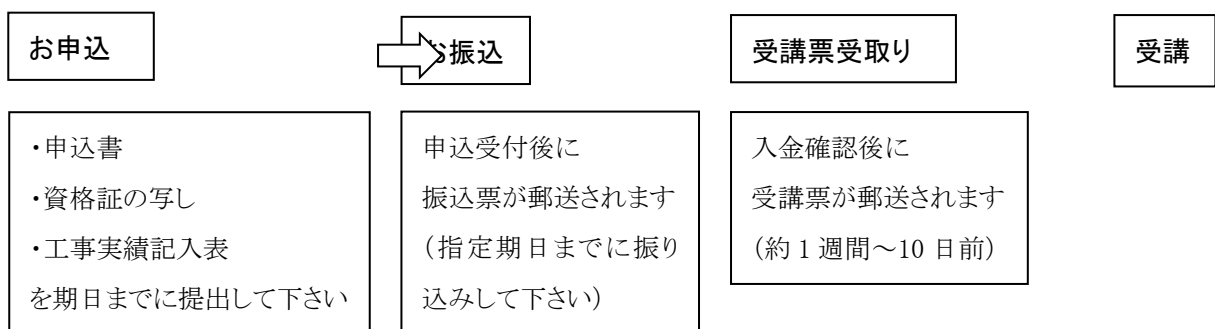 お申込
お振込
受講票受取り
受講
・申込書
・資格証の写し
・工事実績記入表
を期日までに提出して下さい
申込受付後に
振込票が郵送されます
（指定期日までに振り
込みして下さい）
入金確認後に
受講票が郵送されます
（約1週間～10日前）